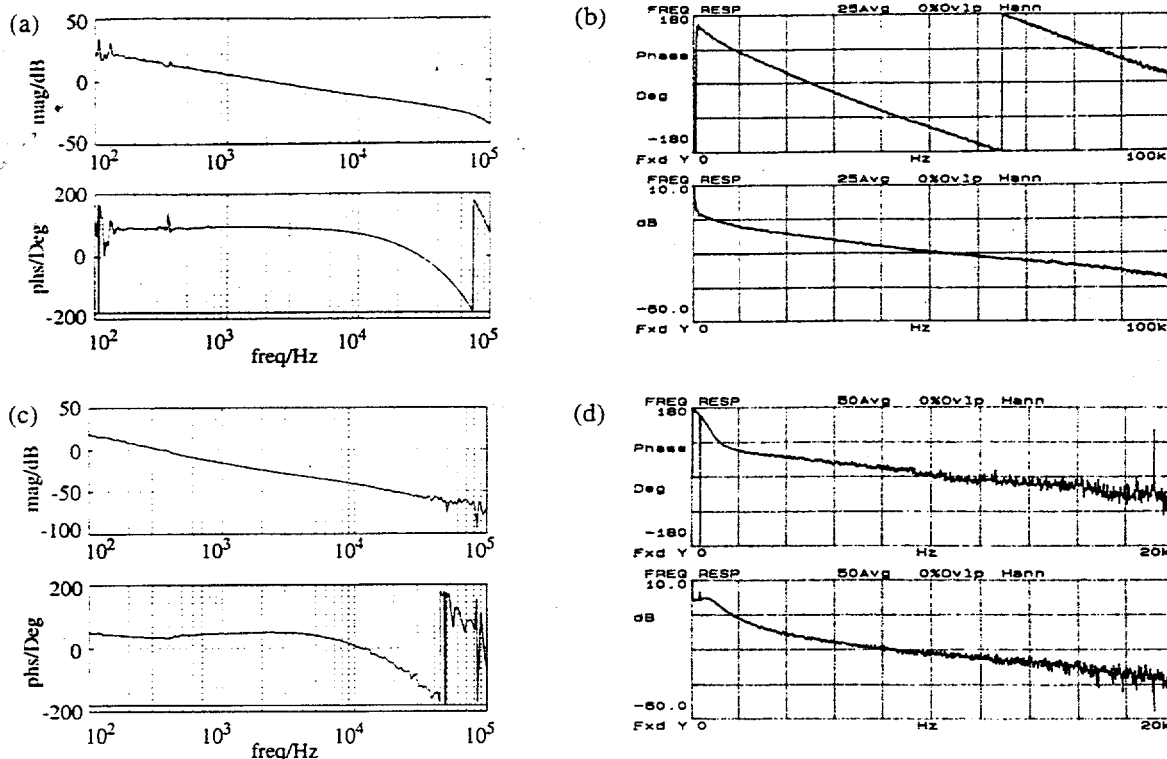 (a)
50
0
-50
mag/dB
10^2
10^3
10^4
10^5
200
0
-200
phs/Deg
10^2
10^3
10^4
10^5
freq/Hz
(b)
FREQ RESP 25Avg 0%Ovlp Hann
180
Phase
Deg
-180
Fxd Y 0 Hz 100k
FREQ RESP 25Avg 0%Ovlp Hann
10.0
dB
-60.0
Fxd Y 0 Hz 100k
(c)
50
0
-50
-100
mag/dB
10^2
10^3
10^4
10^5
200
0
-200
phs/Deg
10^2
10^3
10^4
10^5
freq/Hz
(d)
FREQ RESP 50Avg 0%Ovlp Hann
180
Phase
Deg
-180
Fxd Y 0 Hz 20k
FREQ RESP 50Avg 0%Ovlp Hann
10.0
dB
-60.0
Fxd Y 0 Hz 20k